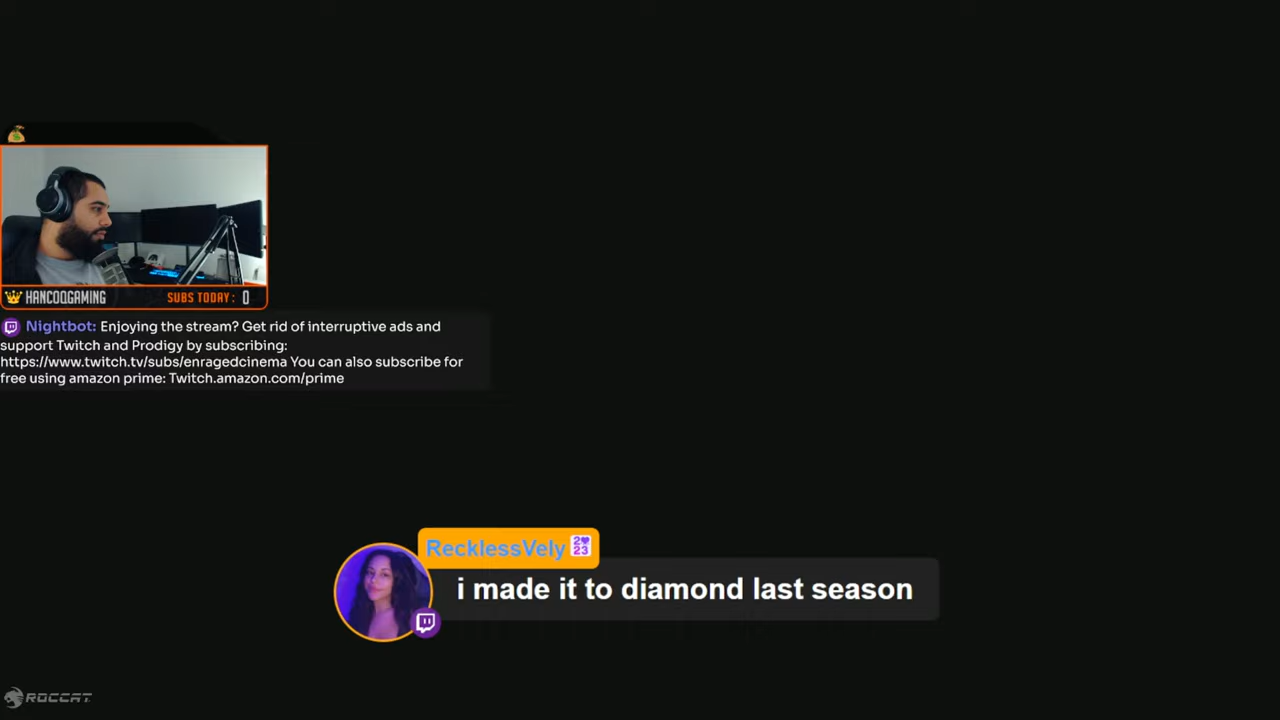 HANCOQGAMING SUBS TODAY: 0
Nightbot: Enjoying the stream? Get rid of interruptive ads and
support Twitch and Prodigy by subscribing:
https://www.twitch.tv/subs/enragedcinema You can also subscribe for
free using amazon prime: Twitch.amazon.com/prime
RecklessVely 2♥23
i made it to diamond last season
ROCCAT